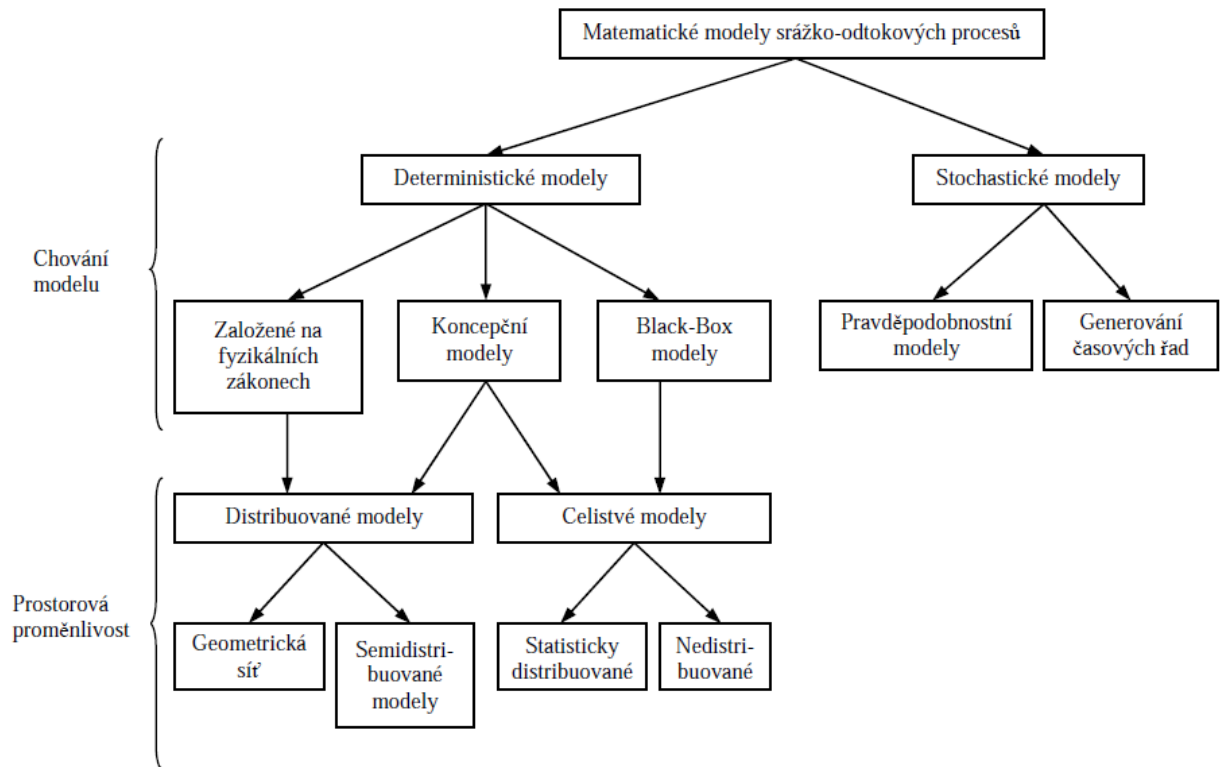 Matematické modely srážko-odtokových procesů
Deterministické modely
Stochastické modely
Chování
modelu
Založené na
fyzikálních
zákonech
Koncepční
modely
Black-Box
modely
Pravděpodobnostní
modely
Generování
časových řad
Distribuované modely
Celistvé modely
Prostorová
proměnlivost
Geometrická
síť
Semidistri-
buované
modely
Statisticky
distribuované
Nedistri-
buované